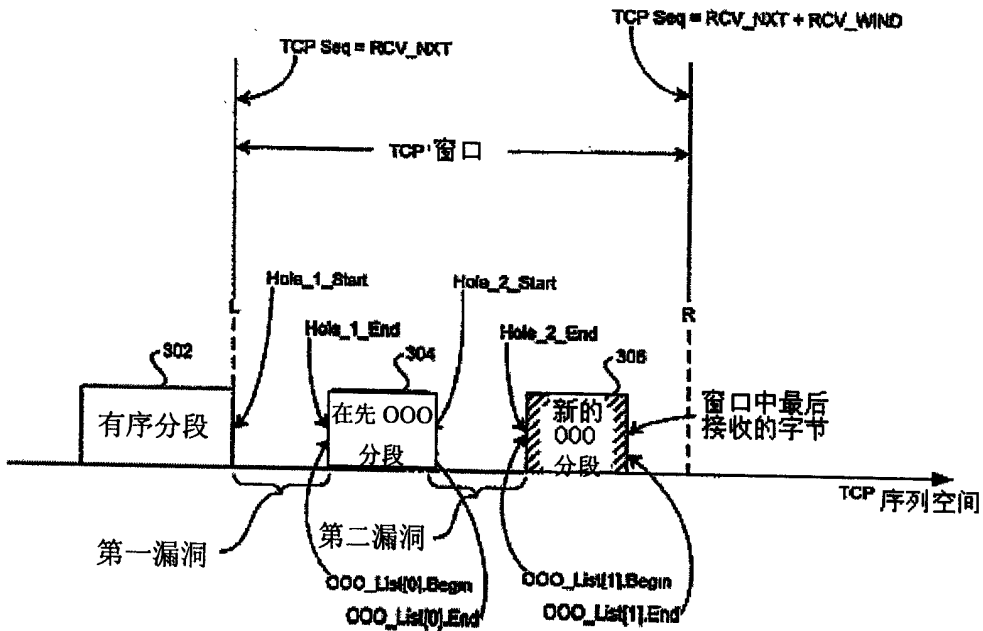 TCP Seq = RCV_NXT + RCV_WIND
TCP Seq = RCV_NXT
TCP 窗口
Hole_1_Start
Hole_2_Start
L
R
Hole_1_End
Hole_2_End
302
304
306
有序分段
在先 OOO
分段
新的
OOO
分段
窗口中最后
接收的字节
TCP 序列空间
第一漏洞
第二漏洞
OOO_List[0].Begin
OOO_List[0].End
OOO_List[1].Begin
OOO_List[1].End